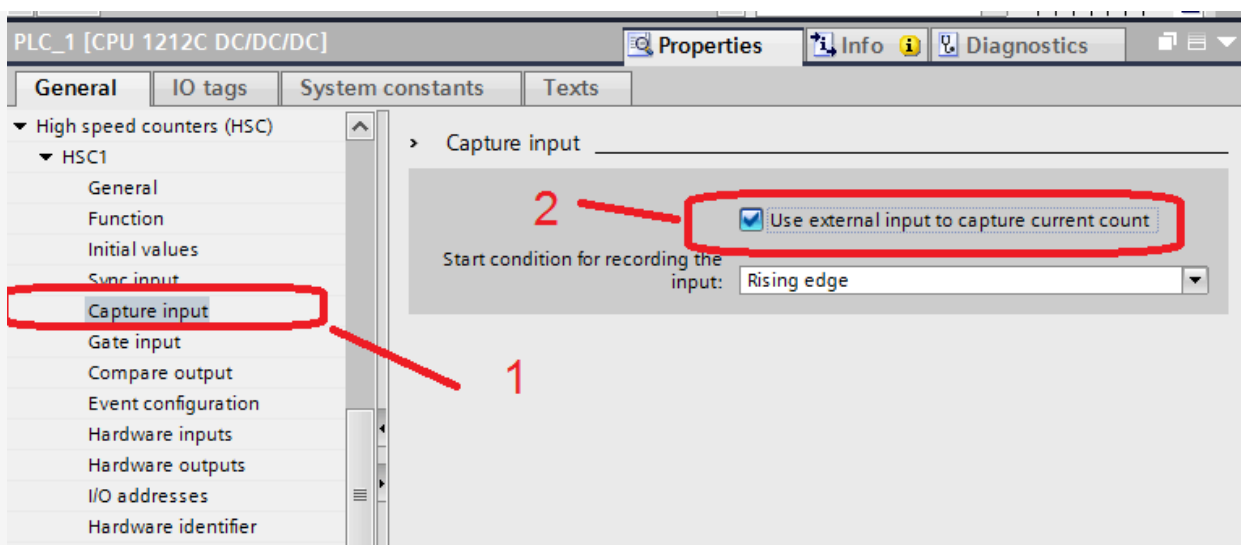 PLC_1 [CPU 1212C DC/DC/DC]
Properties
Info
Diagnostics
General
IO tags
System constants
Texts
High speed counters (HSC)
HSC1
General
Function
Initial values
Sync input
Capture input
Gate input
Compare output
Event configuration
Hardware inputs
Hardware outputs
I/O addresses
Hardware identifier
Capture input
2
Use external input to capture current count
Start condition for recording the
input:
Rising edge
1